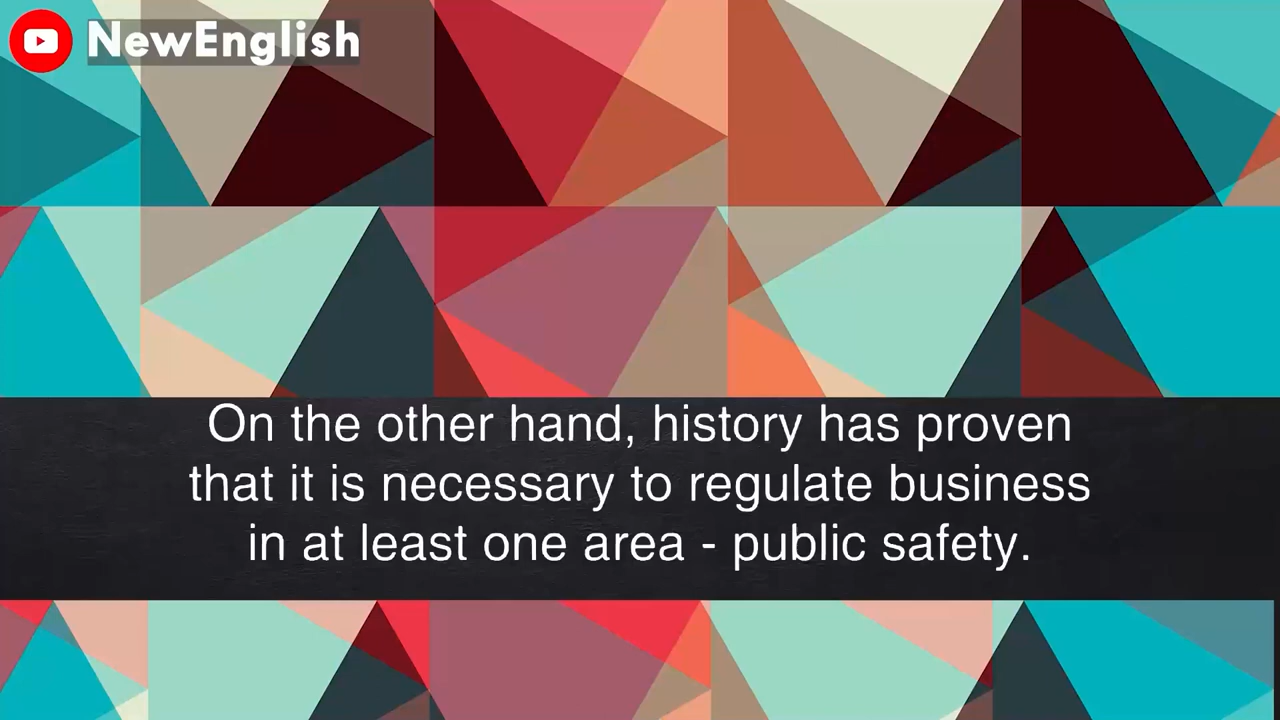 NewEnglish
On the other hand, history has proven
that it is necessary to regulate business
in at least one area - public safety.